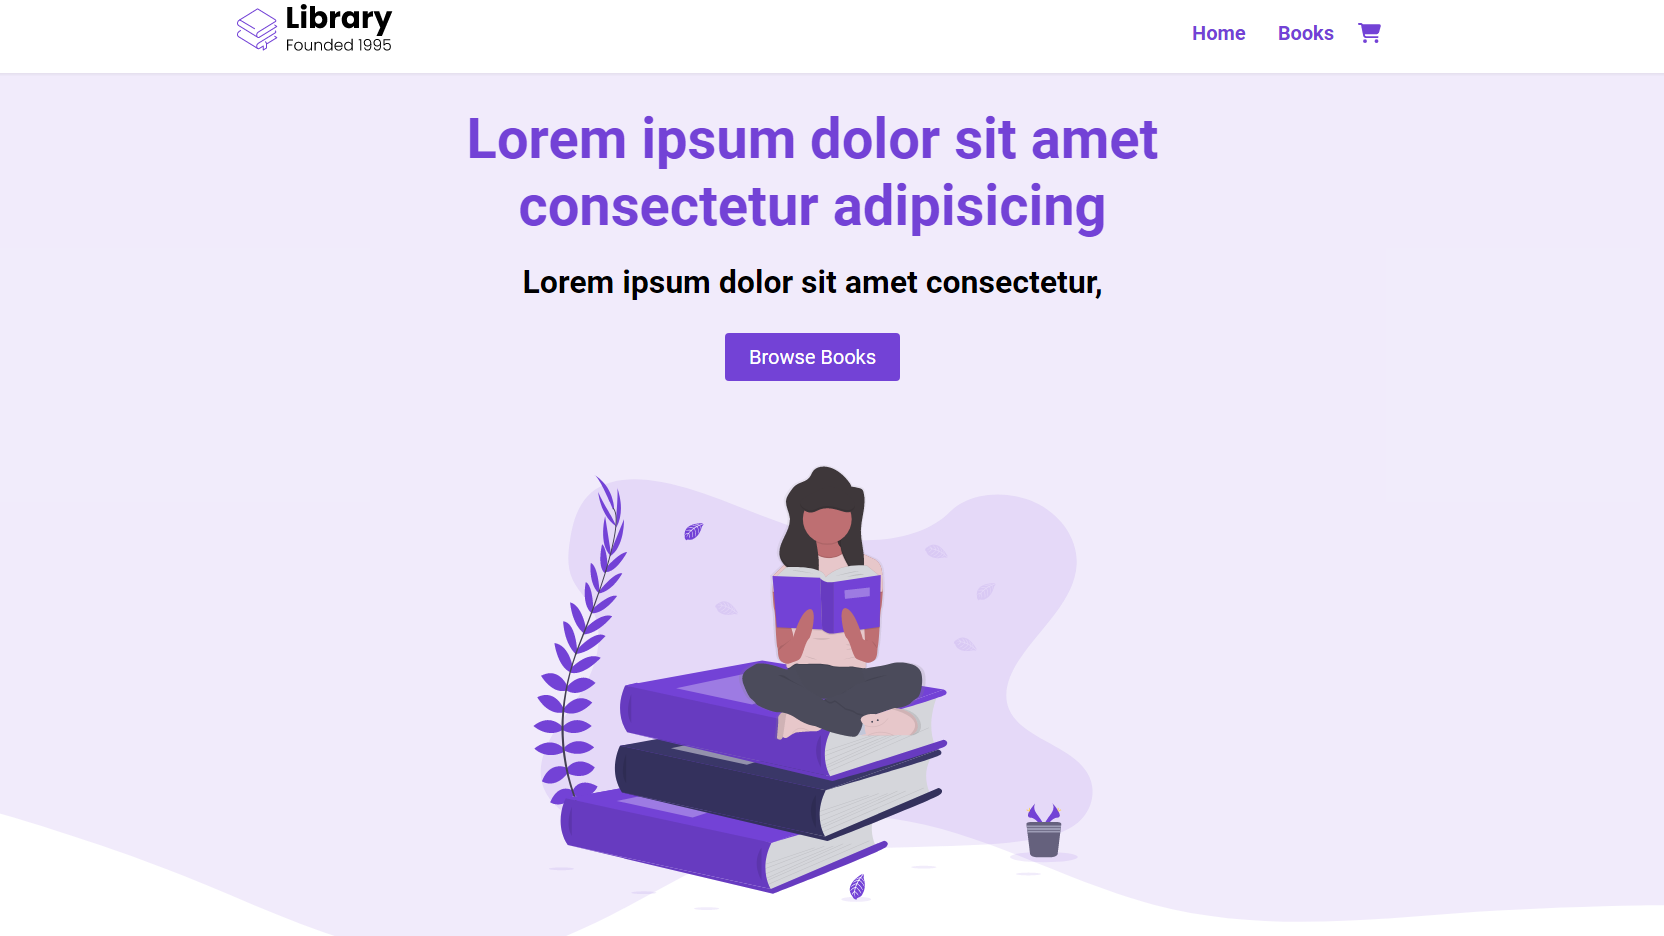 Library
Founded 1995
Home Books
Lorem ipsum dolor sit amet
consectetur adipisicing
Lorem ipsum dolor sit amet consectetur,
Browse Books